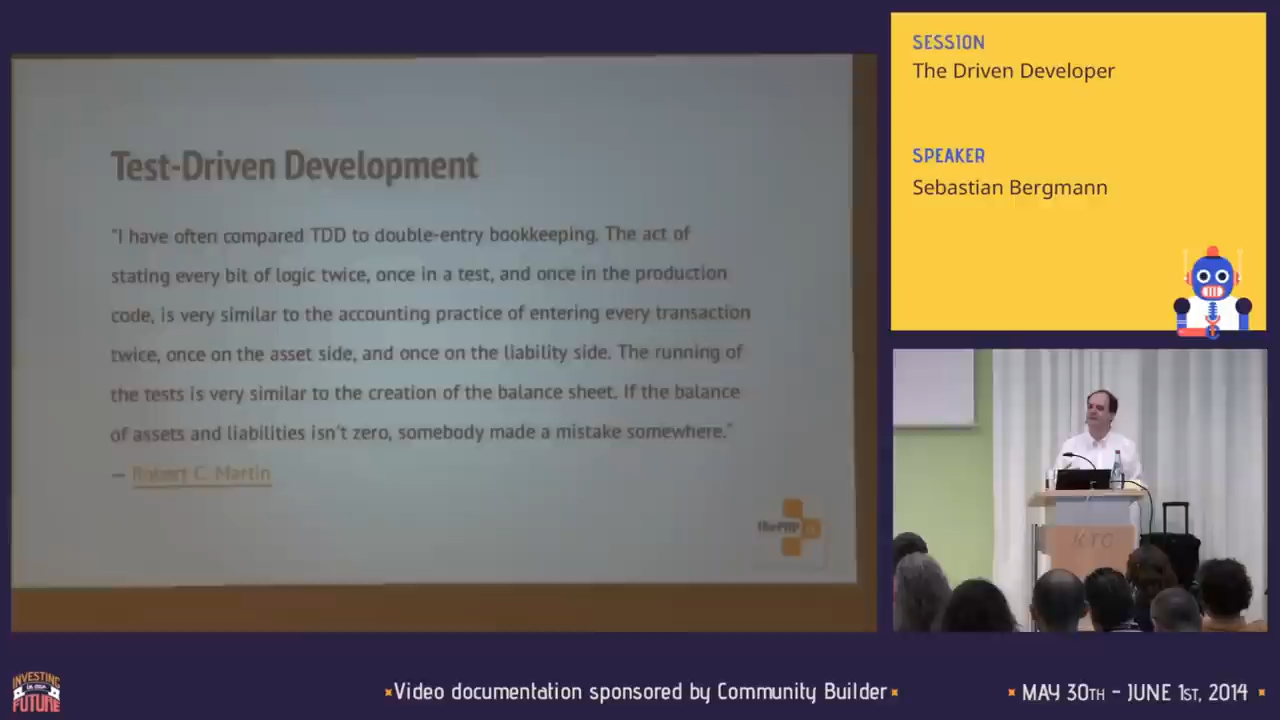 Test-Driven Development
"I have often compared TDD to double-entry bookkeeping. The act of
stating every bit of logic twice, once in a test, and once in the production
code, is very similar to the accounting practice of entering every transaction
twice, once on the asset side, and once on the liability side. The running of
the tests is very similar to the creation of the balance sheet. If the balance
of assets and liabilities isn't zero, somebody made a mistake somewhere."
— Robert C. Martin
thePHP
SESSION
The Driven Developer
SPEAKER
Sebastian Bergmann
INVESTING
FUTURE
Video documentation sponsored by Community Builder
MAY 30TH - JUNE 1ST, 2014